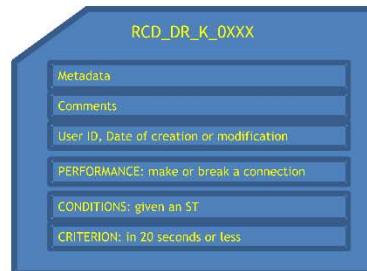 RCD_DR_K_0XXX
Metadata
Comments
User ID, Date of creation or modification
PERFORMANCE: make or break a connection
CONDITIONS: given an ST
CRITERION: in 20 seconds or less